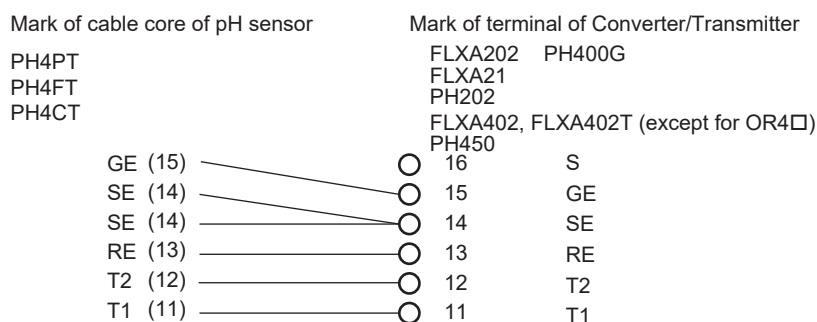 Mark of cable core of pH sensor Mark of terminal of Converter/Transmitter
PH4PT
PH4FT
PH4CT
FLXA202 PH400G
FLXA21
PH202
FLXA402, FLXA402T (except for OR4□)
PH450
GE (15) 16 S
SE (14) 15 GE
SE (14) 14 SE
RE (13) 13 RE
T2 (12) 12 T2
T1 (11) 11 T1